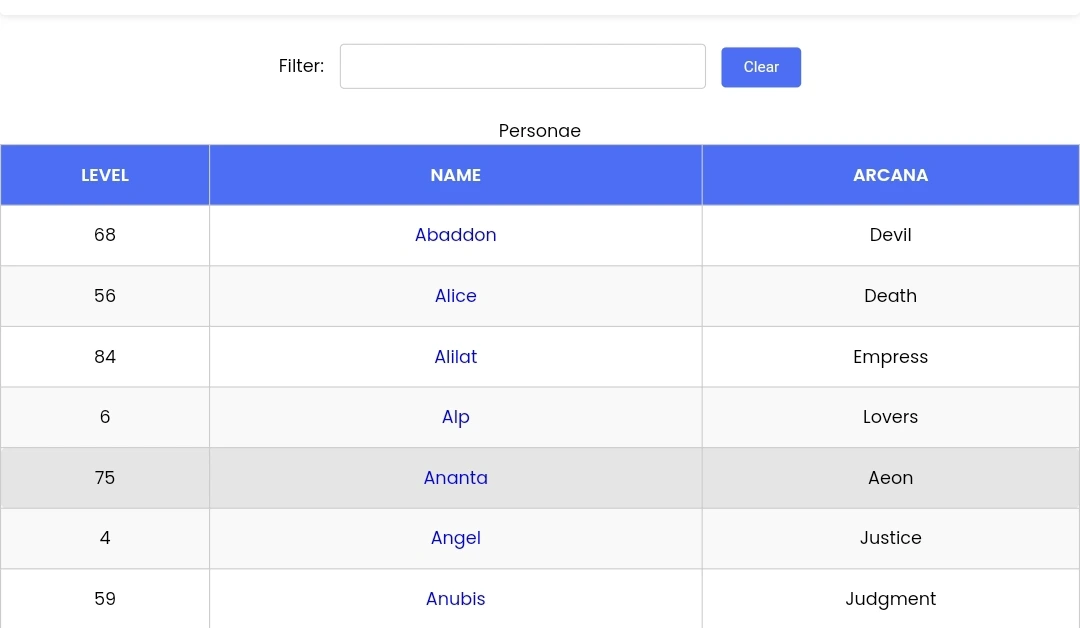 Filter: Clear
Personae
LEVEL NAME ARCANA
68 Abaddon Devil
56 Alice Death
84 Alilat Empress
6 Alp Lovers
75 Ananta Aeon
4 Angel Justice
59 Anubis Judgment